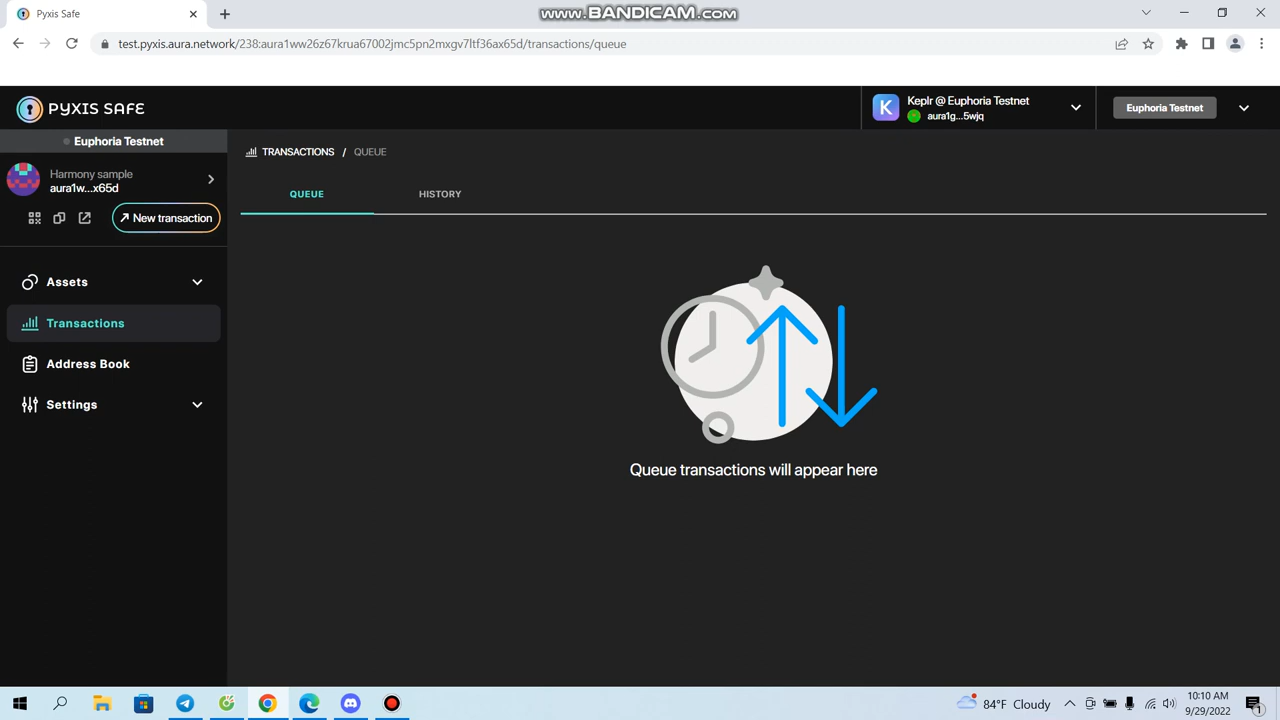 Pyxis Safe
www.BANDICAM.com
test.pyxis.aura.network/238:aura1ww26z67krua67002jmc5pn2mxgv7ltf36ax65d/transactions/queue
PYXIS SAFE
Keplr @ Euphoria Testnet
aura1g...5wjq
Euphoria Testnet
Euphoria Testnet
Harmony sample
aura1w...x65d
New transaction
TRANSACTIONS / QUEUE
QUEUE
HISTORY
Assets
Transactions
Address Book
Settings
Queue transactions will appear here
84°F Cloudy
10:10 AM
9/29/2022
1